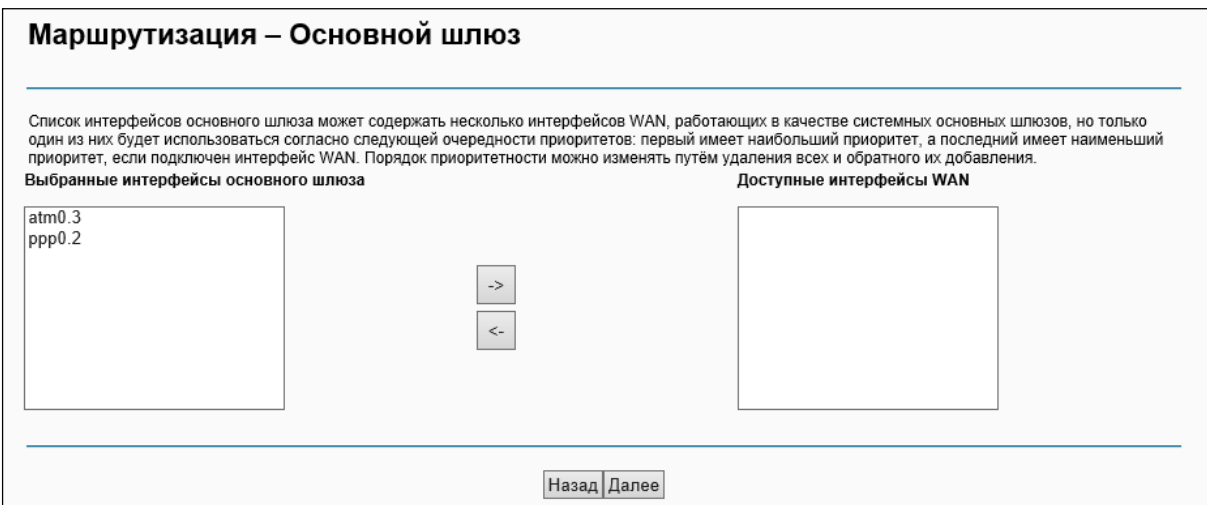 Маршрутизация – Основной шлюз
Список интерфейсов основного шлюза может содержать несколько интерфейсов WAN, работающих в качестве системных основных шлюзов, но только
один из них будет использоваться согласно следующей очередности приоритетов: первый имеет наибольший приоритет, а последний имеет наименьший
приоритет, если подключен интерфейс WAN. Порядок приоритетности можно изменять путём удаления всех и обратного их добавления.
Выбранные интерфейсы основного шлюза
Доступные интерфейсы WAN
atm0.3
ppp0.2
->
<-
Назад Далее